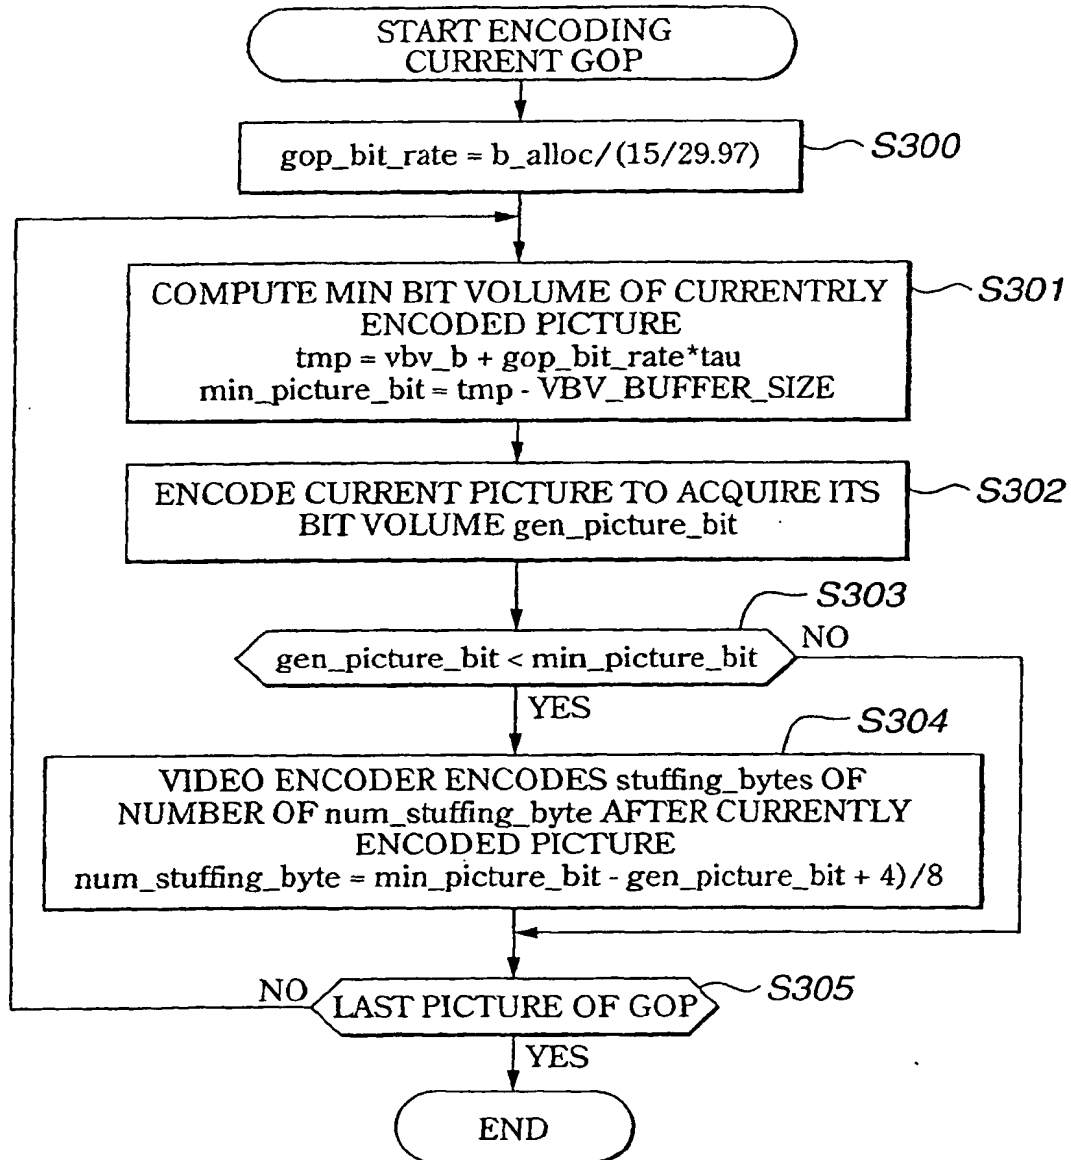 START ENCODING
CURRENT GOP
gop_bit_rate = b_alloc/(15/29.97)
S300
COMPUTE MIN BIT VOLUME OF CURRENTRLY
ENCODED PICTURE
tmp = vbv_b + gop_bit_rate*tau
min_picture_bit = tmp - VBV_BUFFER_SIZE
S301
ENCODE CURRENT PICTURE TO ACQUIRE ITS
BIT VOLUME gen_picture_bit
S302
S303
gen_picture_bit < min_picture_bit
NO
YES
S304
VIDEO ENCODER ENCODES stuffing_bytes OF
NUMBER OF num_stuffing_byte AFTER CURRENTLY
ENCODED PICTURE
num_stuffing_byte = min_picture_bit - gen_picture_bit + 4)/8
NO
LAST PICTURE OF GOP
S305
YES
END